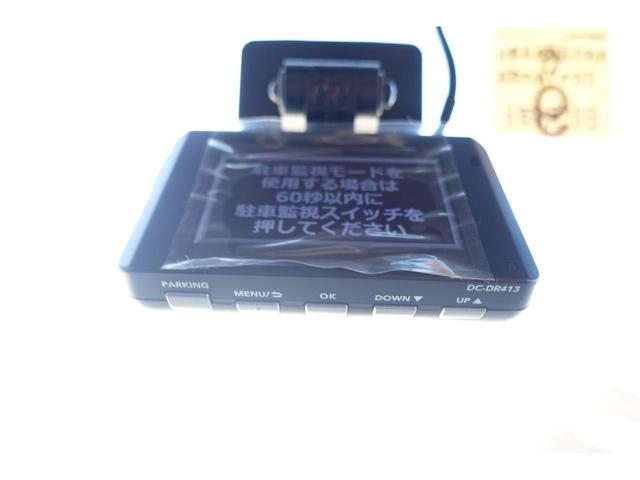 駐車監視モードを
使用する場合は
60秒以内に
駐車監視スイッチを
押してください
PARKING
MENU/⮌
OK
DOWN▼
UP▲
DC-DR413